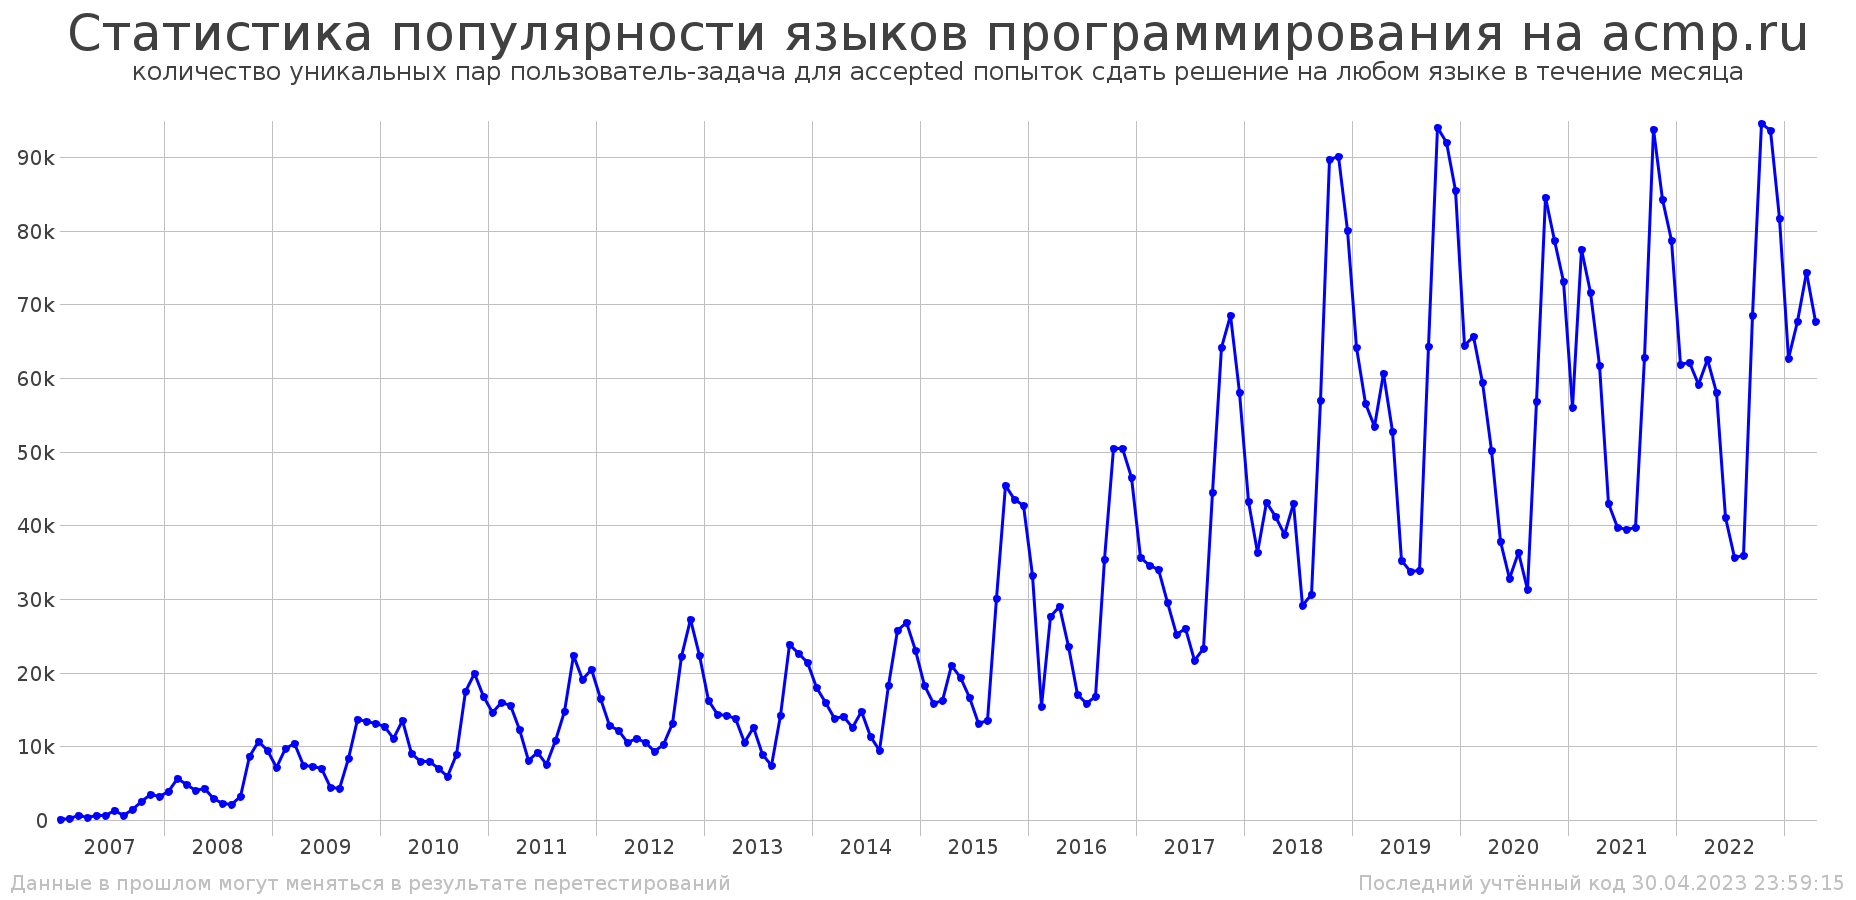 Статистика популярности языков программирования на acmp.ru
количество уникальных пар пользователь-задача для accepted попыток сдать решение на любом языке в течение месяца
90k
80k
70k
60k
50k
40k
30k
20k
10k
0
2007 2008 2009 2010 2011 2012 2013 2014 2015 2016 2017 2018 2019 2020 2021 2022
Данные в прошлом могут меняться в результате перетестирований
Последний учтённый код 30.04.2023 23:59:15